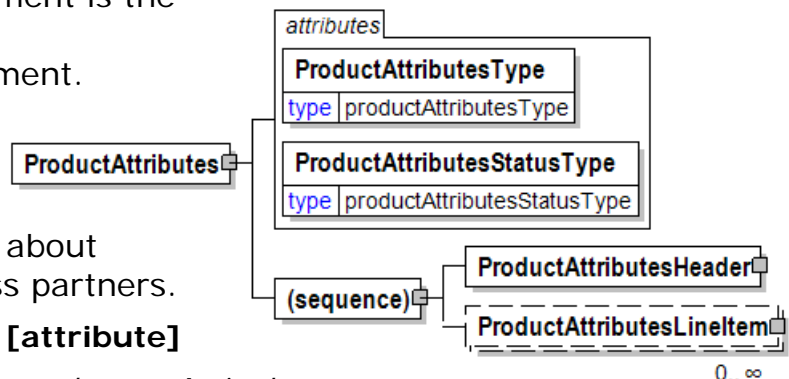 ment is the
ment.
about
ss partners.
[attribute]
attributes
ProductAttributesType
type productAttributesType
ProductAttributesStatusType
type productAttributesStatusType
ProductAttributes
(sequence)
ProductAttributesHeader
ProductAttributesLineItem
0..∞